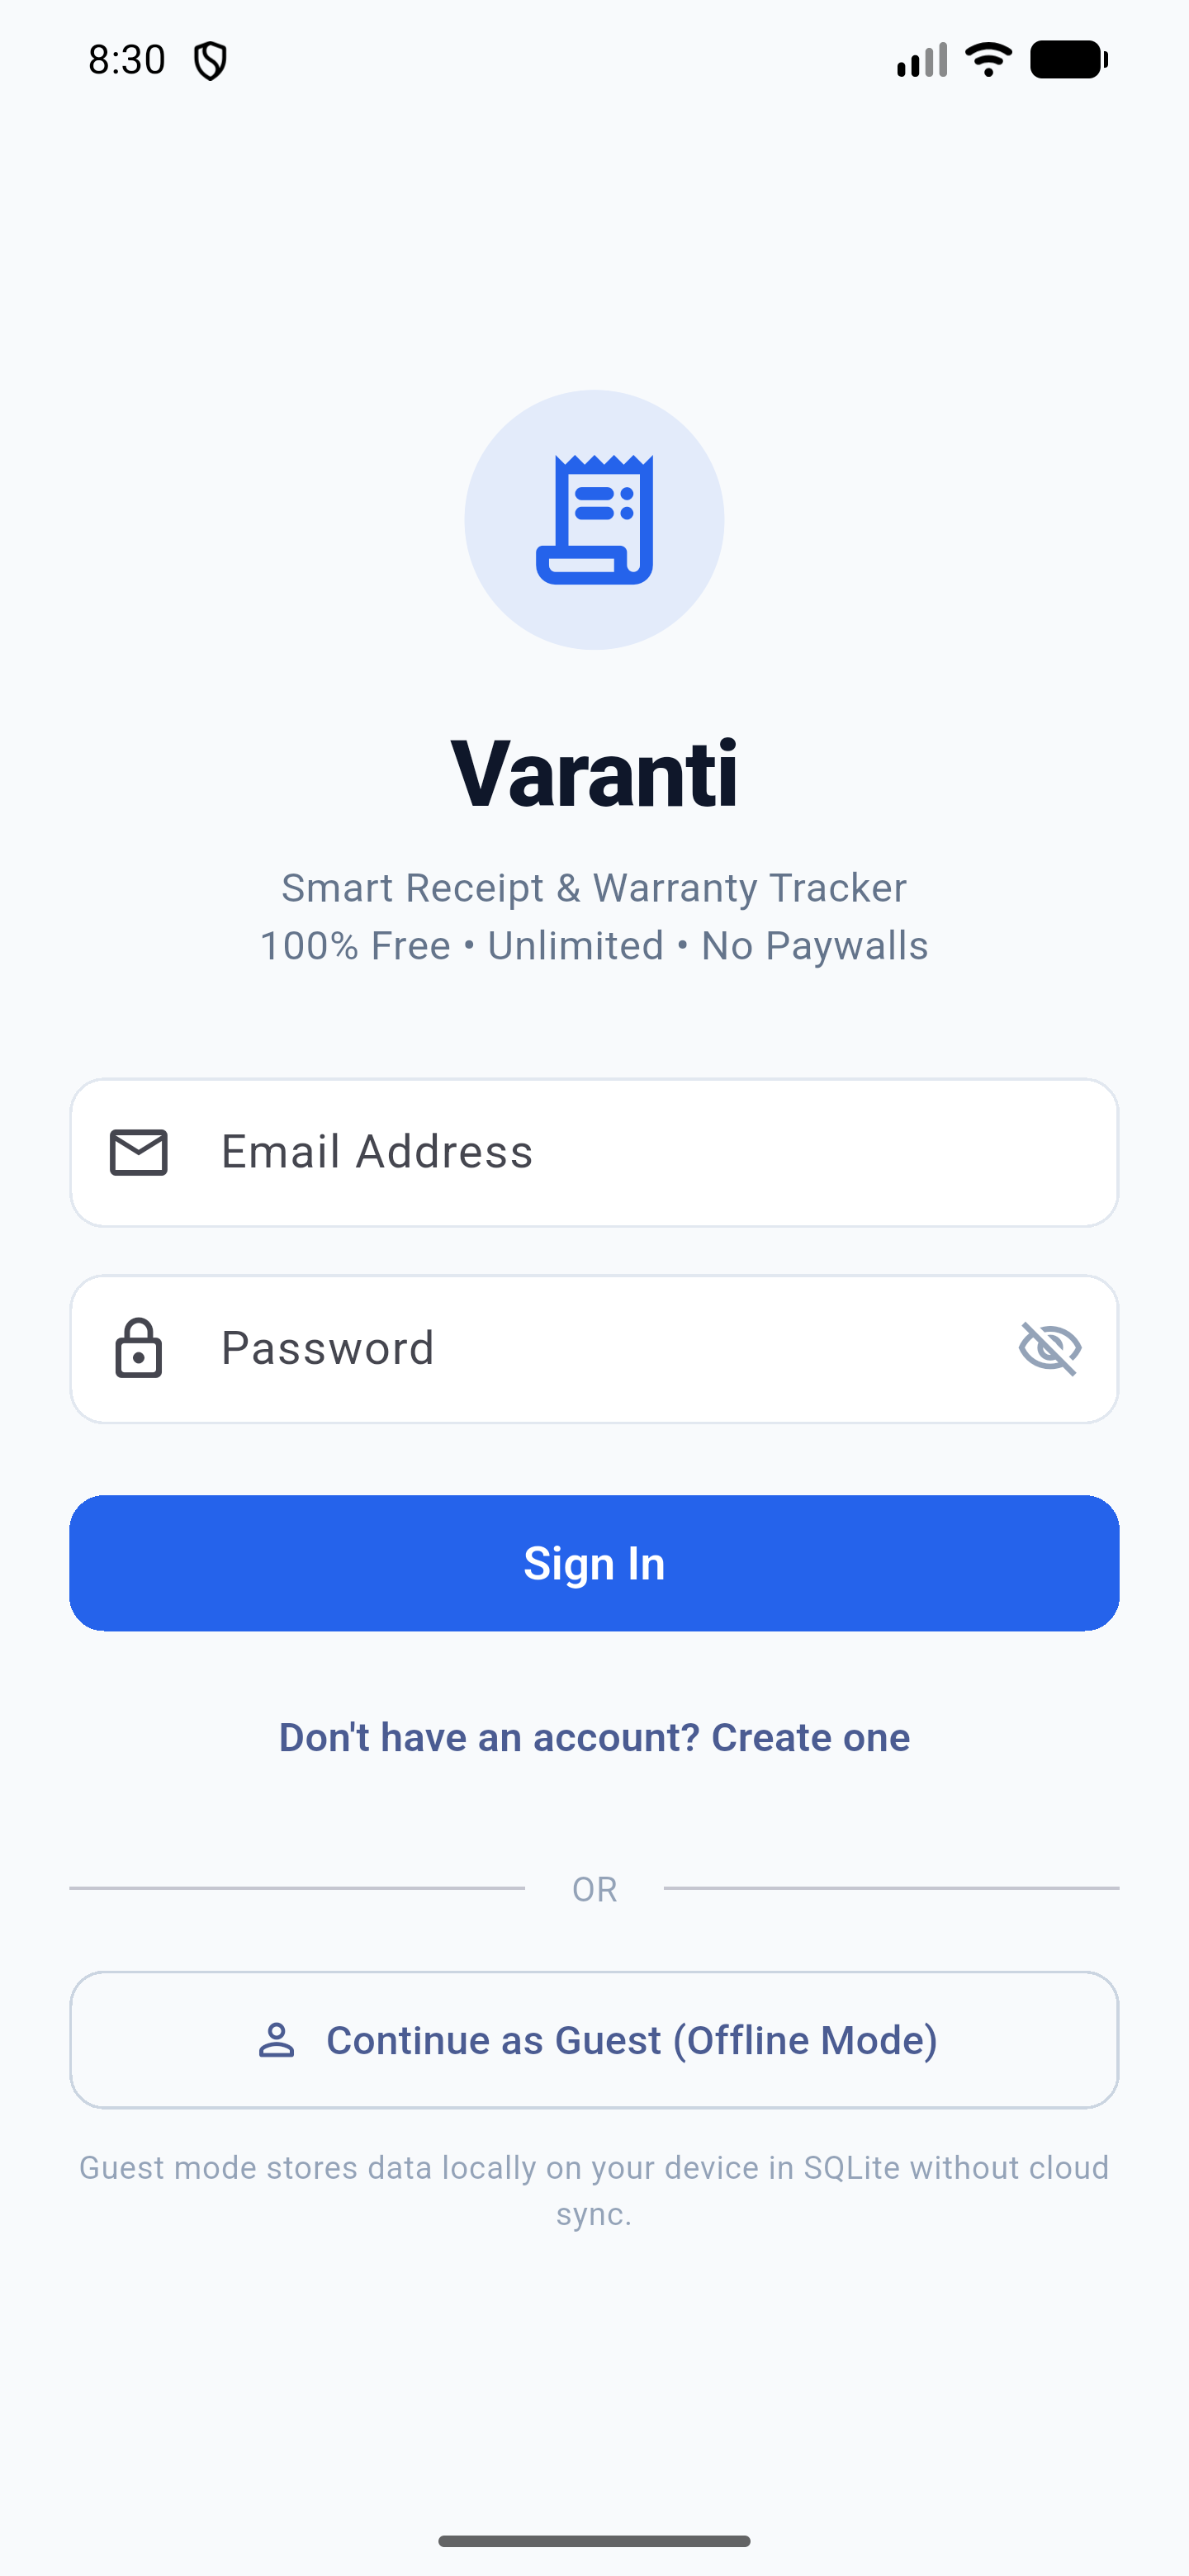 8:30
Varanti
Smart Receipt & Warranty Tracker
100% Free • Unlimited • No Paywalls
Email Address
Password
Sign In
Don't have an account? Create one
OR
Continue as Guest (Offline Mode)
Guest mode stores data locally on your device in SQLite without cloud
sync.